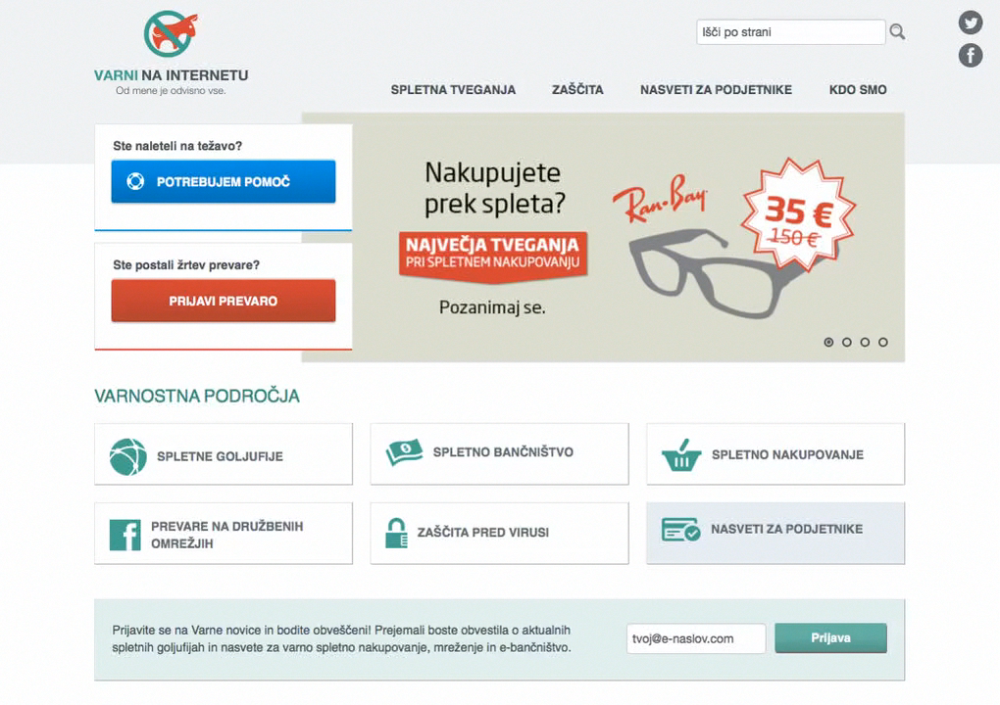 VARNI NA INTERNETU
Od mene je odvisno vse.
Išči po strani
SPLETNA TVEGANJA
ZAŠČITA
NASVETI ZA PODJETNIKE
KDO SMO
Ste naleteli na težavo?
POTREBUJEM POMOČ
Ste postali žrtev prevare?
PRIJAVI PREVARO
Nakupujete
prek spleta?
NAJVEČJA TVEGANJA
PRI SPLETNEM NAKUPOVANJU
Pozanimaj se.
Ran-Bay
35 €
150 €
VARNOSTNA PODROČJA
SPLETNE GOLJUFIJE
SPLETNO BANČNIŠTVO
SPLETNO NAKUPOVANJE
PREVARE NA DRUŽBENIH
OMREŽJIH
ZAŠČITA PRED VIRUSI
NASVETI ZA PODJETNIKE
Prijavite se na Varne novice in bodite obveščeni! Prejemali boste obvestila o aktualnih
spletnih goljufijah in nasvete za varno spletno nakupovanje, mreženje in e-bančništvo.
tvoj@e-naslov.com
Prijava